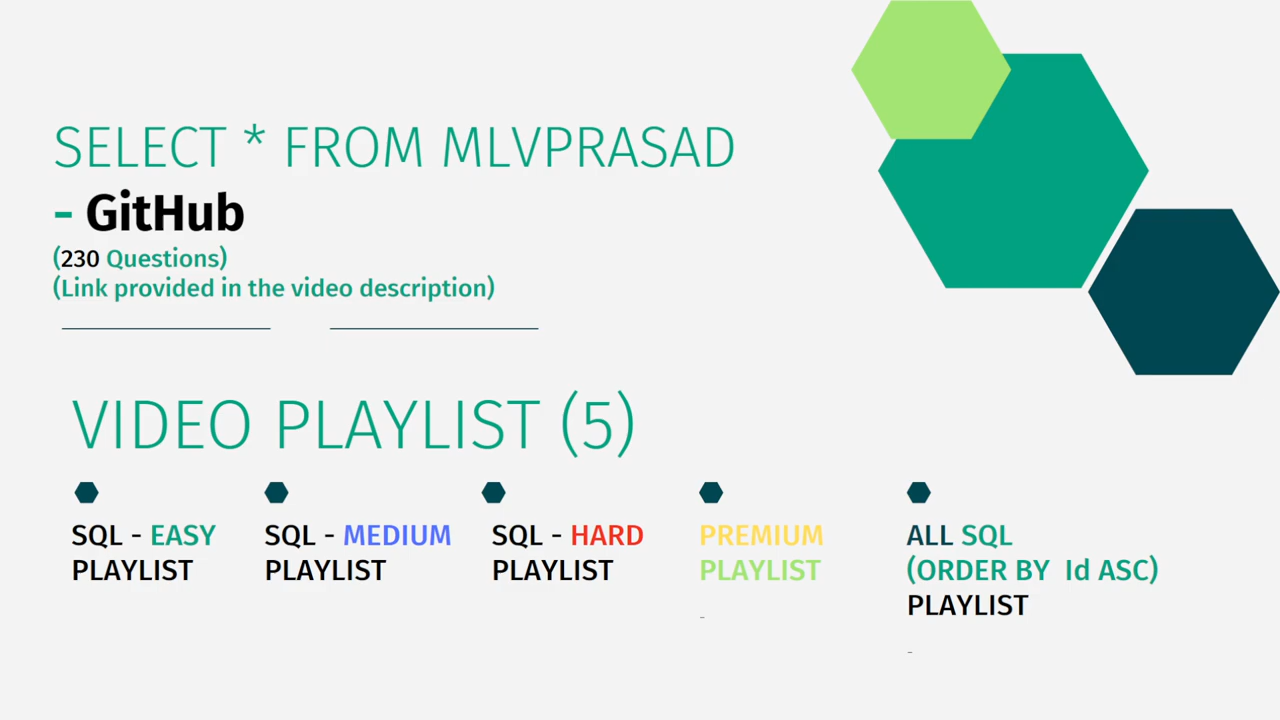 SELECT * FROM MLVPRASAD
- GitHub
(230 Questions)
(Link provided in the video description)
VIDEO PLAYLIST (5)
SQL - EASY
PLAYLIST
SQL - MEDIUM
PLAYLIST
SQL - HARD
PLAYLIST
PREMIUM
PLAYLIST
-
ALL SQL
(ORDER BY Id ASC)
PLAYLIST
-